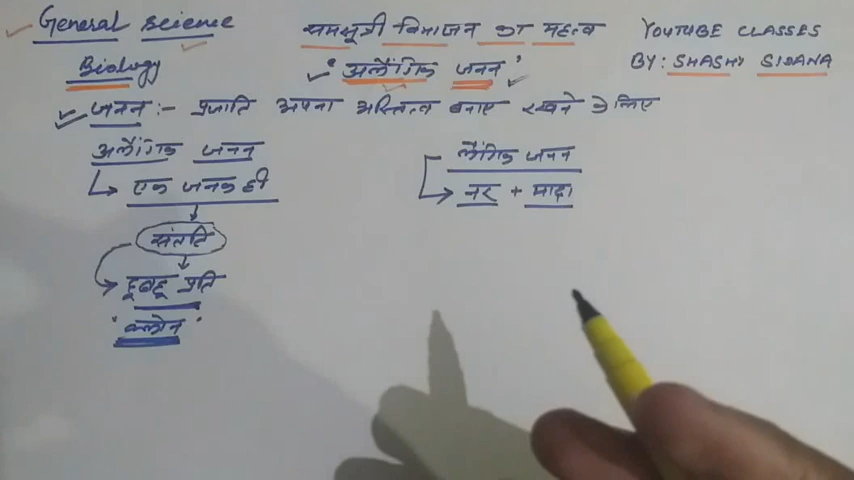 General Science
समसूत्री विभाजन का महत्व
YOUTUBE CLASSES
BY: SHASHI SIDANA
Biology
"अलैंगिक जनन"
जनन :- प्रजाति अपना अस्तित्व बनाए रखने के लिए
अलैंगिक जनन
एक जनक ही
संतति
हूबहू प्रति
"क्लोन"
लैंगिक जनन
नर + मादा